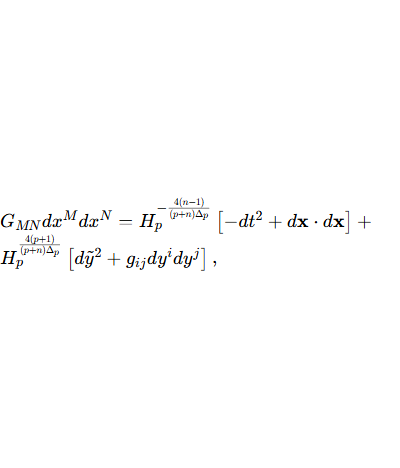 $G_{MN}dx^{M}dx^{N} = H_p^{-\frac{4(n-1)}{(p+n)\Delta_p}} \left[-dt^2 + d\mathbf{x} \cdot d\mathbf{x}\right] +$
$H_p^{\frac{4(p+1)}{(p+n)\Delta_p}} \left[d\tilde{y}^2 + g_{ij}dy^i dy^j\right],$